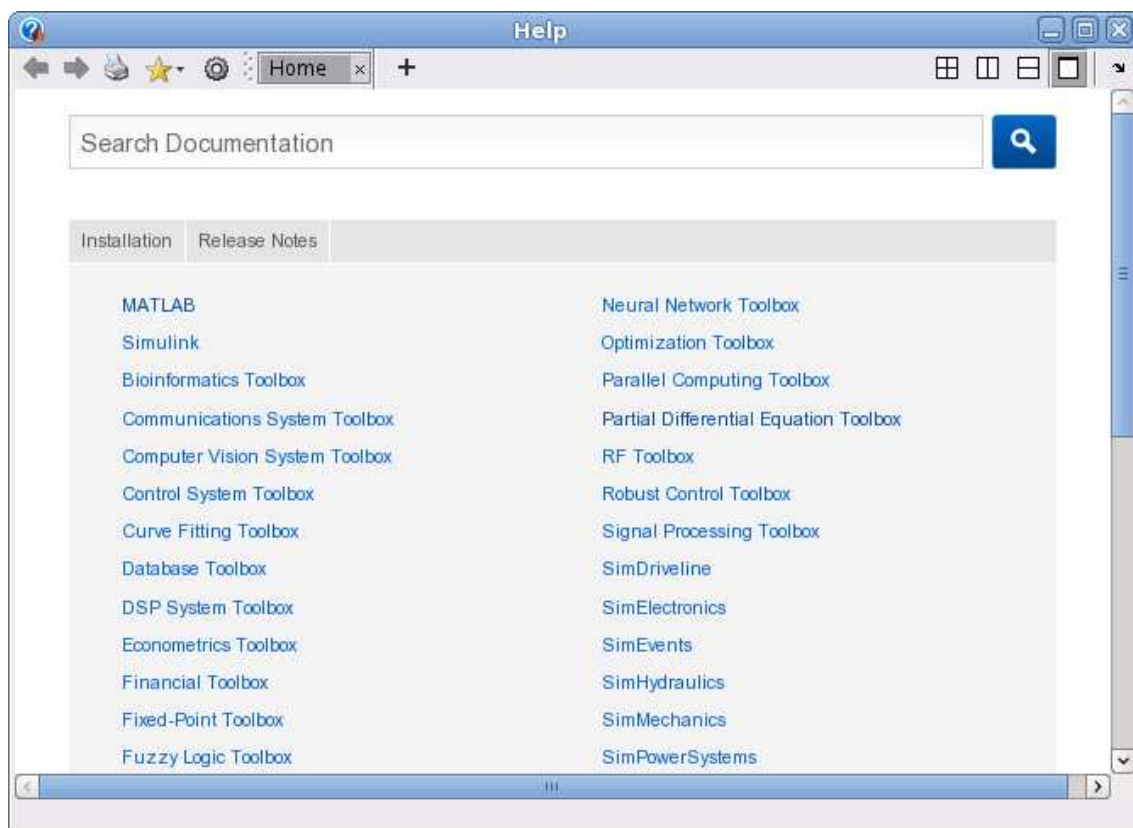 Help
Home
Search Documentation
Installation Release Notes
MATLAB
Simulink
Bioinformatics Toolbox
Communications System Toolbox
Computer Vision System Toolbox
Control System Toolbox
Curve Fitting Toolbox
Database Toolbox
DSP System Toolbox
Econometrics Toolbox
Financial Toolbox
Fixed-Point Toolbox
Fuzzy Logic Toolbox
Neural Network Toolbox
Optimization Toolbox
Parallel Computing Toolbox
Partial Differential Equation Toolbox
RF Toolbox
Robust Control Toolbox
Signal Processing Toolbox
SimDriveline
SimElectronics
SimEvents
SimHydraulics
SimMechanics
SimPowerSystems